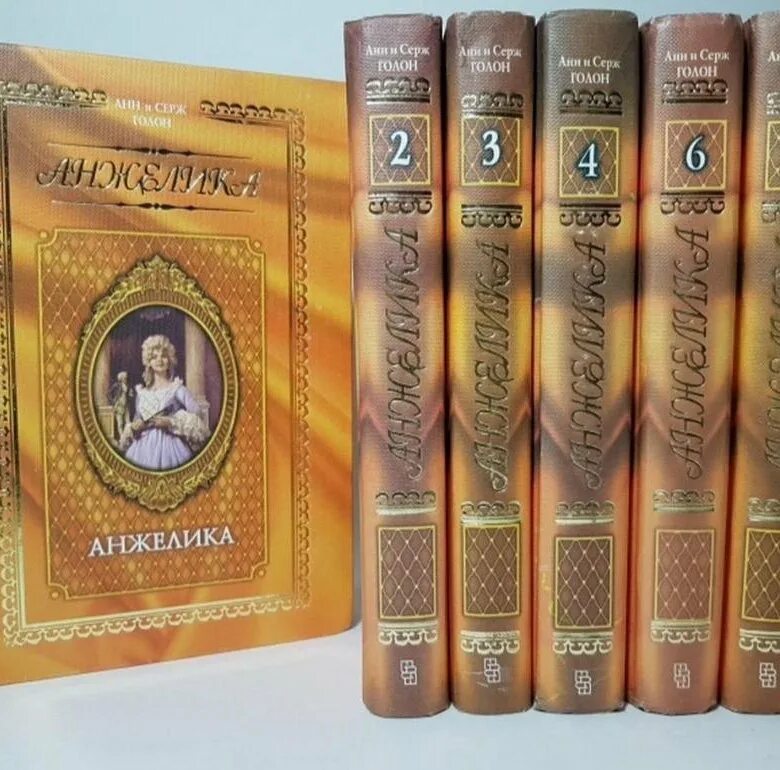 АНН и СЕРЖ
ГОЛОН
АНЖЕЛИКА
АНЖЕЛИКА
Анн и Серж
ГОЛОН
2
АНЖЕЛИКА
Анн и Серж
ГОЛОН
3
АНЖЕЛИКА
Анн и Серж
ГОЛОН
4
АНЖЕЛИКА
Анн и Серж
ГОЛОН
6
АНЖЕЛИКА